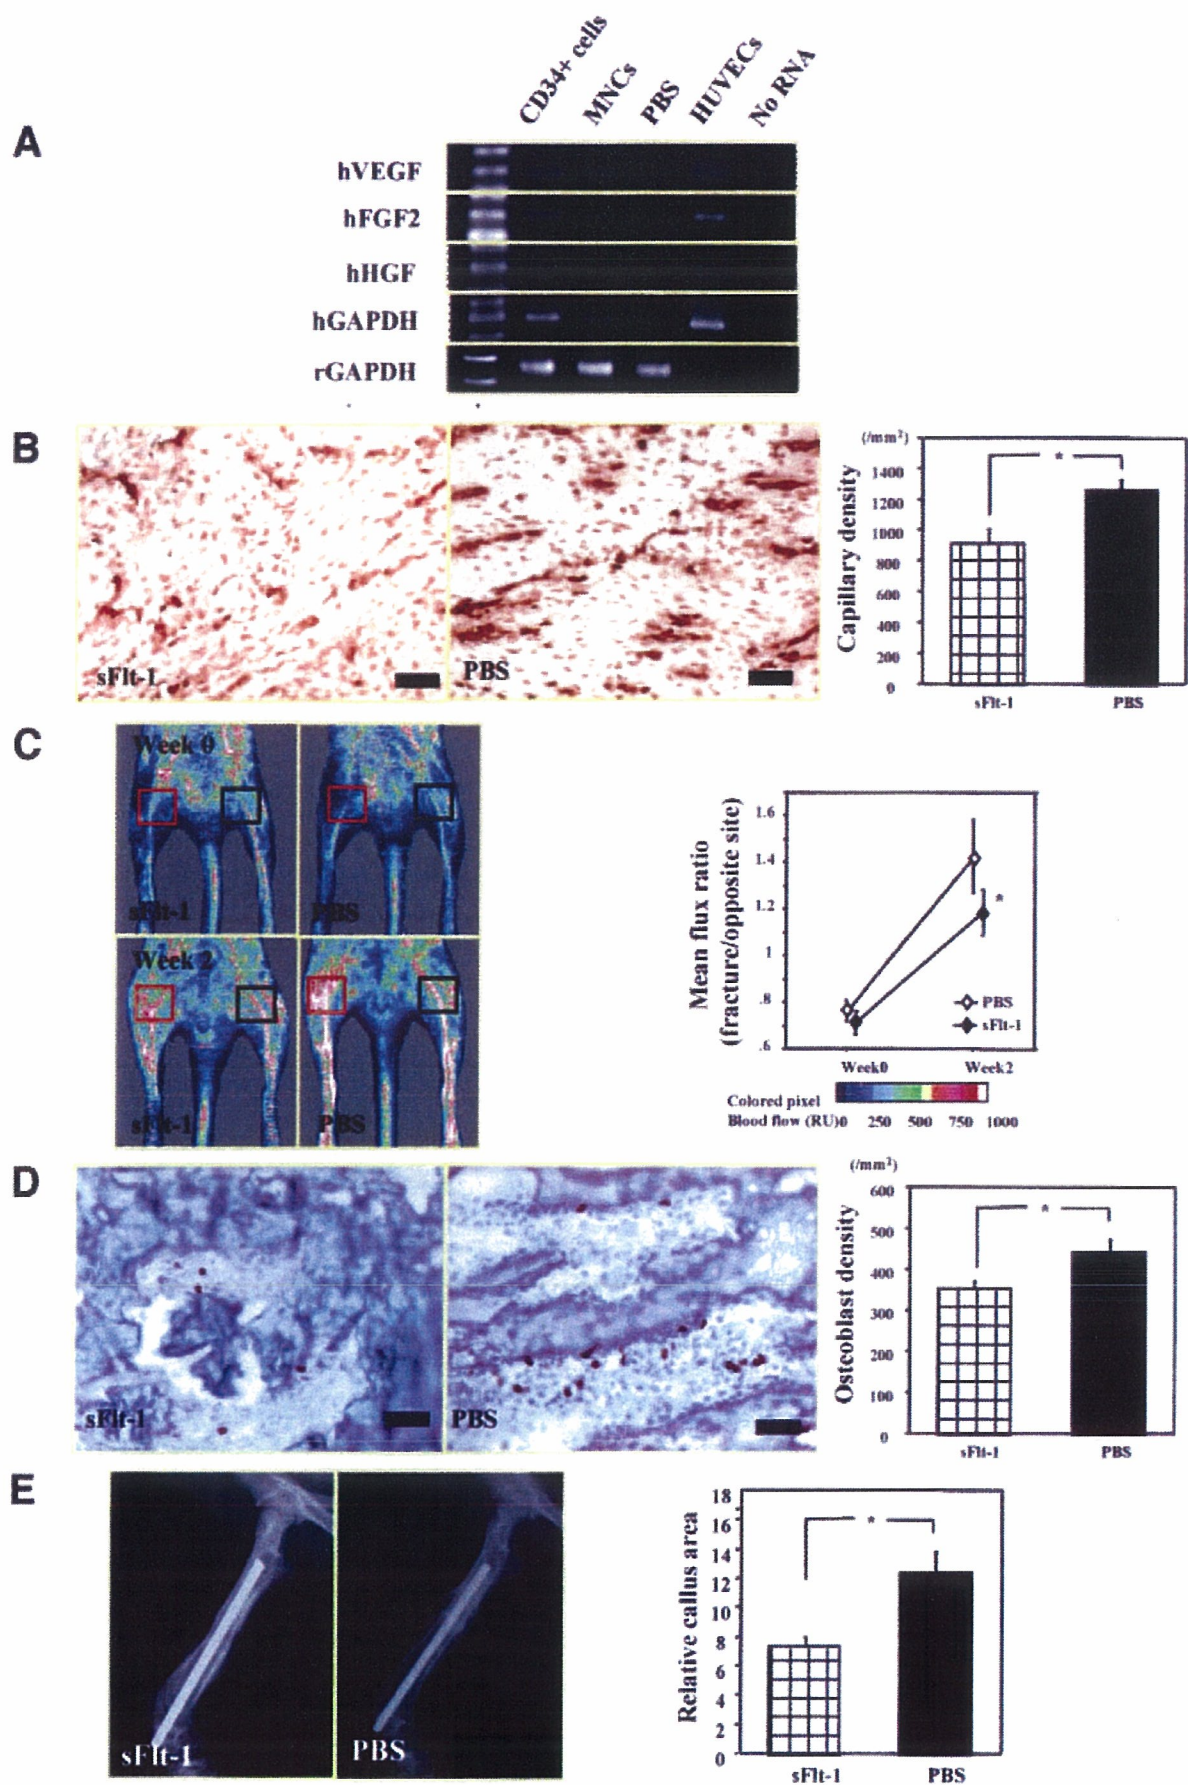 CD34+ cells
MNCs
PBS
HUVECs
No RNA
A
hVEGF
hFGF2
hHGF
hGAPDH
rGAPDH
B
sFlt-1
PBS
(/mm²)
Capillary density
1400
1200
1000
800
600
400
200
0
*
sFlt-1
PBS
C
Week 0
sFlt-1
PBS
Week 2
sFlt-1
PBS
Mean flux ratio
(fracture/opposite site)
1.6
1.4
1.2
1
.8
.6
*
PBS
sFlt-1
Week0
Week2
Colored pixel
Blood flow (RU)0 250 500 750 1000
D
sFlt-1
PBS
(/mm²)
Osteoblast density
600
500
400
300
200
100
0
*
sFlt-1
PBS
E
sFlt-1
PBS
Relative callus area
18
16
14
12
10
8
6
4
2
0
*
sFlt-1
PBS